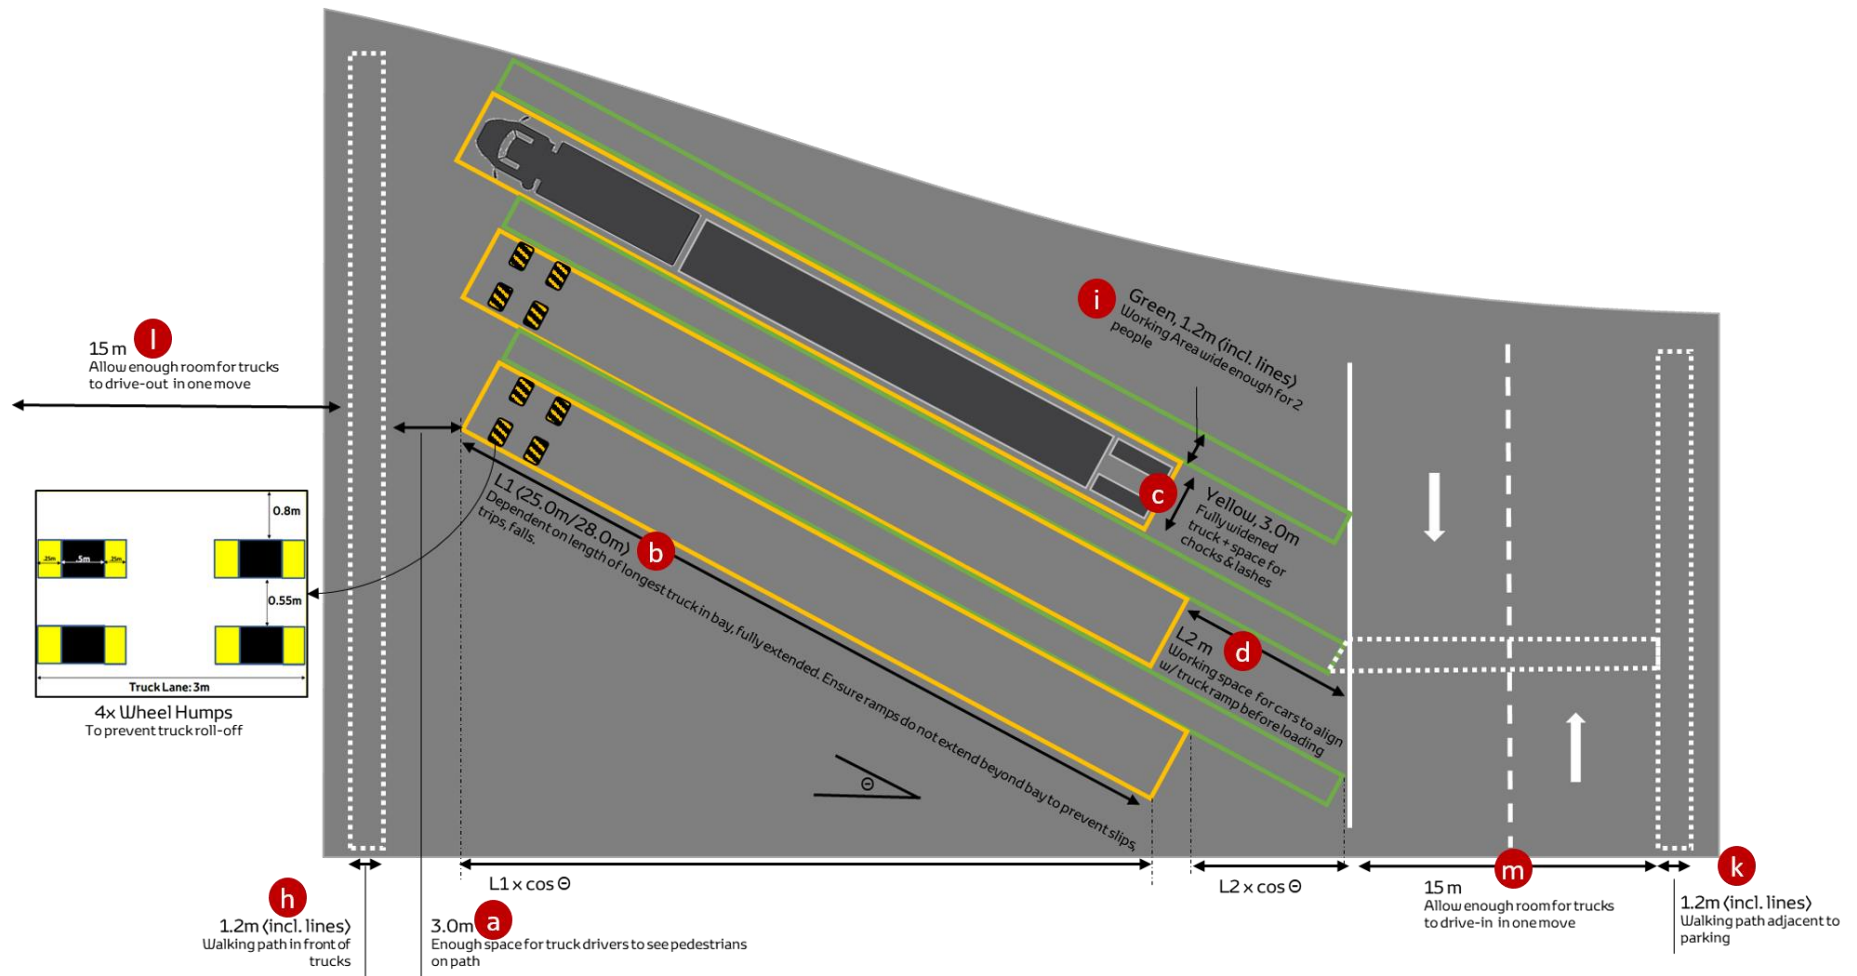 i
Green, 1.2m (incl. lines)
Working Area wide enough for 2
people
l
15 m
Allow enough room for trucks
to drive-out in one move
c
Yellow, 3.0m
Fully widened
truck + space for
chocks & lashes
L1 (25.0m/28.0m)
b
Dependent on length of longest truck in bay, fully extended. Ensure ramps do not extend beyond bay to prevent slips,
trips, falls.
d
L2 m
Working space for cars to align
w/ truck ramp before loading
0.8m
.25m
.5m
.25m
0.55m
Truck Lane: 3m
4x Wheel Humps
To prevent truck roll-off
Θ
L1 x cos Θ
L2 x cos Θ
h
1.2m (incl. lines)
Walking path in front of
trucks
a
3.0m
Enough space for truck drivers to see pedestrians
on path
m
15 m
Allow enough room for trucks
to drive-in in one move
k
1.2m (incl. lines)
Walking path adjacent to
parking